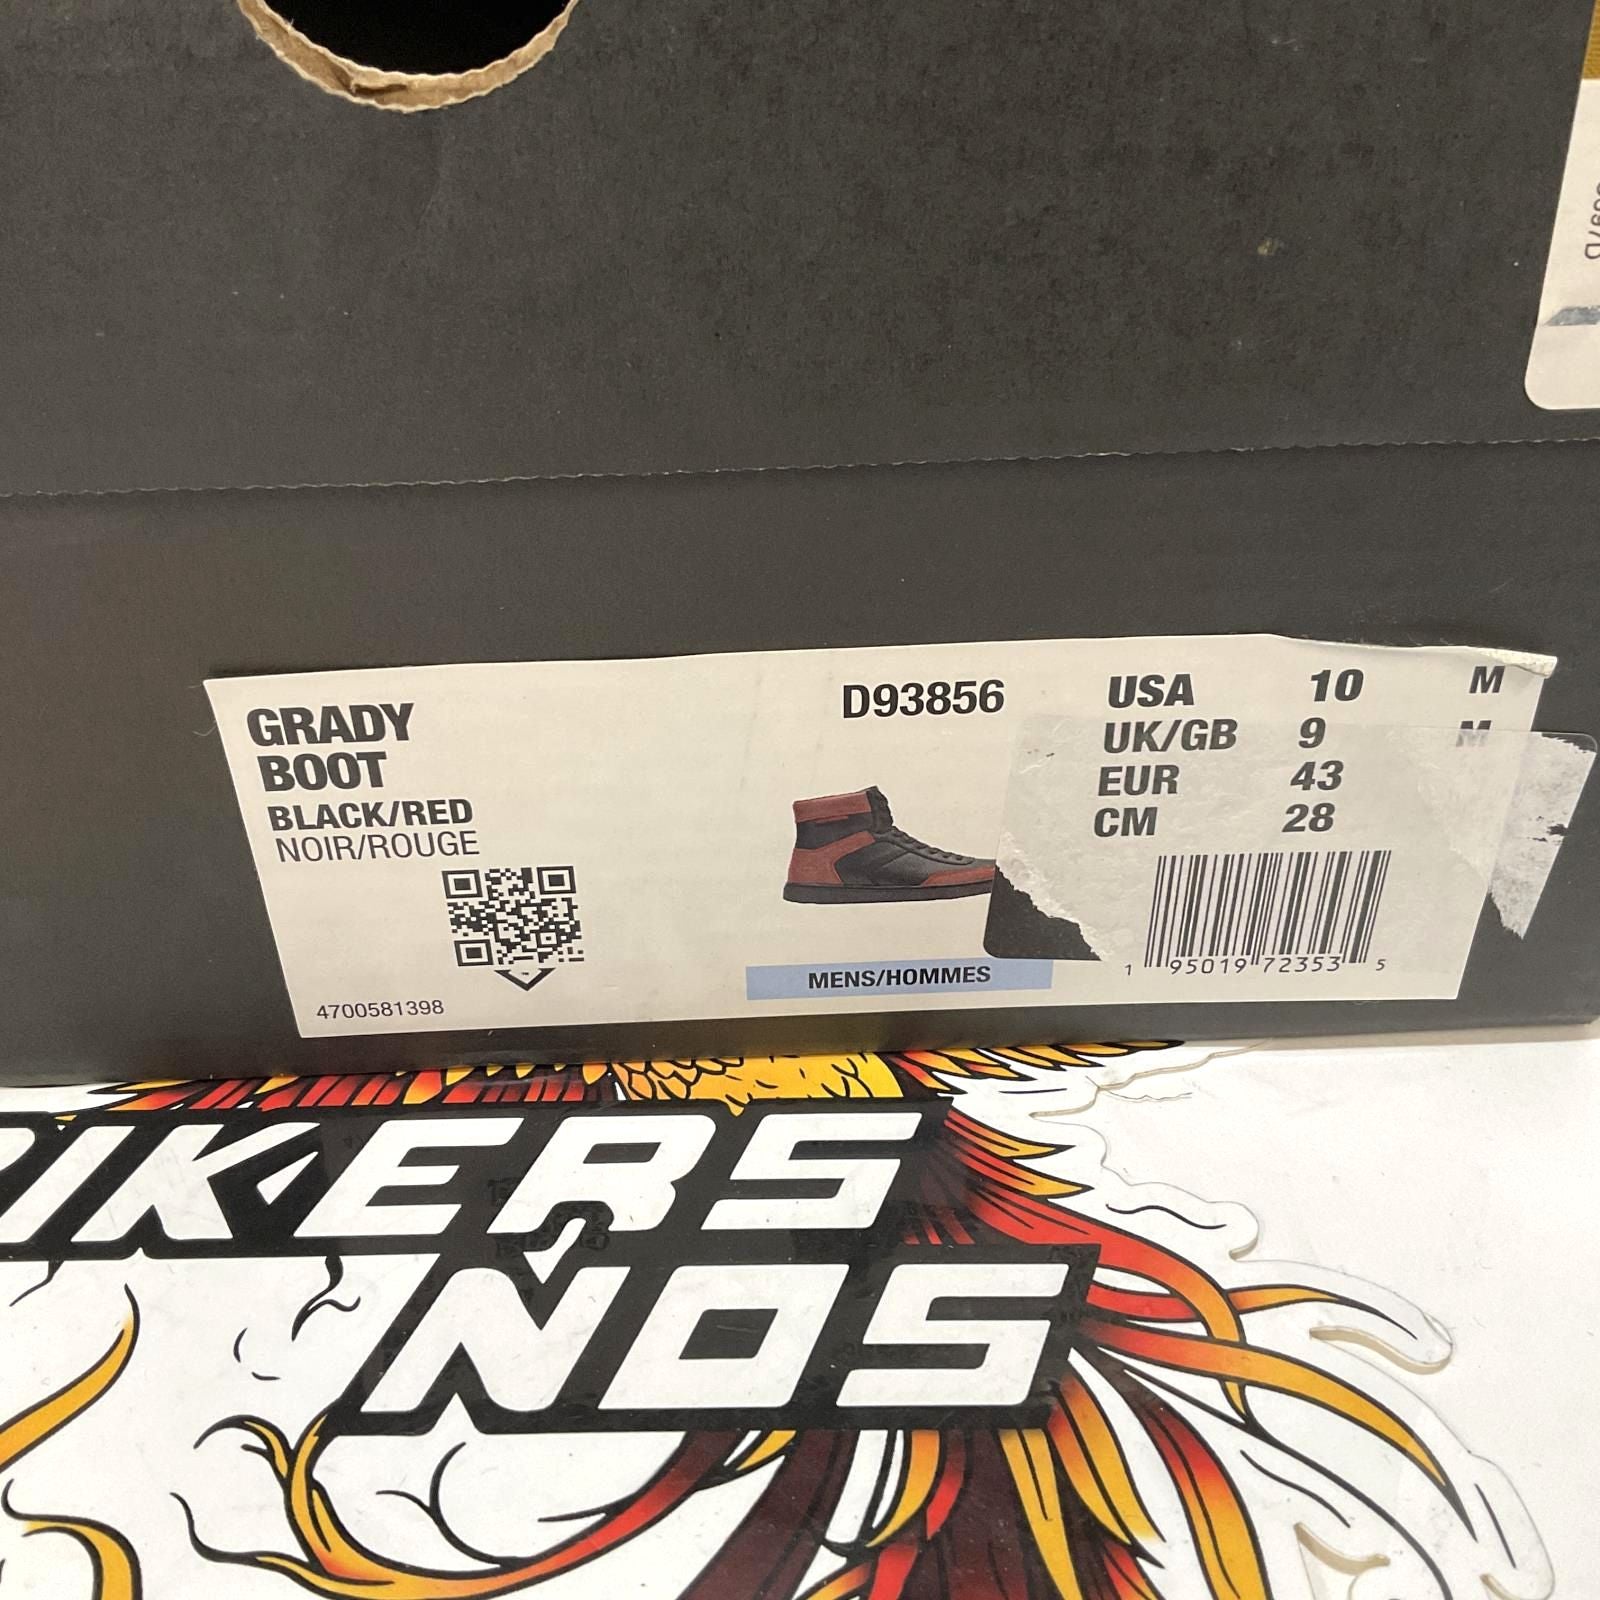 GRADY
BOOT
BLACK/RED
NOIR/ROUGE
4700581398
D93856
MENS/HOMMES
USA 10 M
UK/GB 9 M
EUR 43
CM 28
1 95019 72353 5
IKERS
NOS